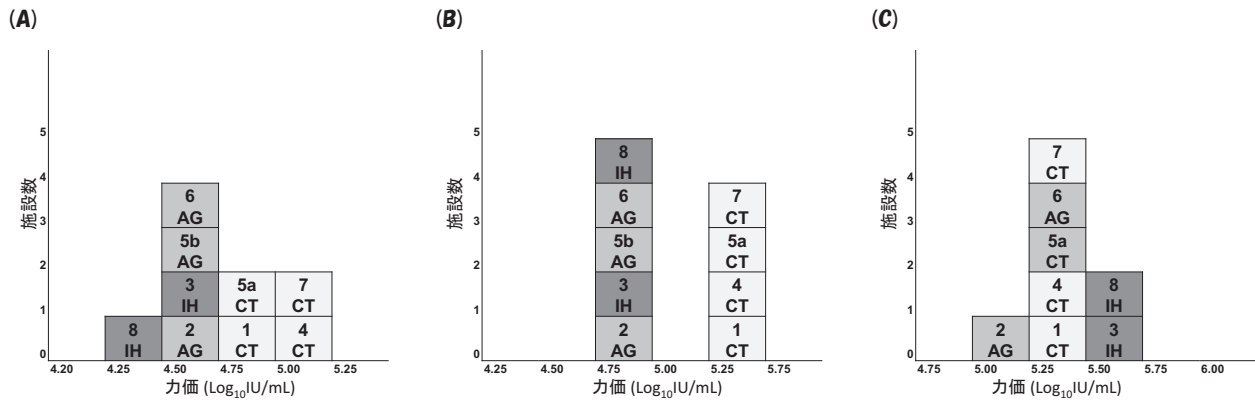 (A)
5
4
3
2
1
0
施設数
6
AG
5b
AG
3
IH
5a
CT
7
CT
8
IH
2
AG
1
CT
4
CT
4.20 4.25 4.50 4.75 5.00 5.25
力価 (Log10IU/mL)
(B)
5
4
3
2
1
0
施設数
8
IH
6
AG
7
CT
5b
AG
5a
CT
3
IH
4
CT
2
AG
1
CT
4.25 4.50 4.75 5.00 5.25 5.75
力価 (Log10IU/mL)
(C)
5
4
3
2
1
0
施設数
7
CT
6
AG
5a
CT
4
CT
8
IH
2
AG
1
CT
3
IH
4.75 5.00 5.25 5.50 5.75 6.00
力価 (Log10IU/mL)